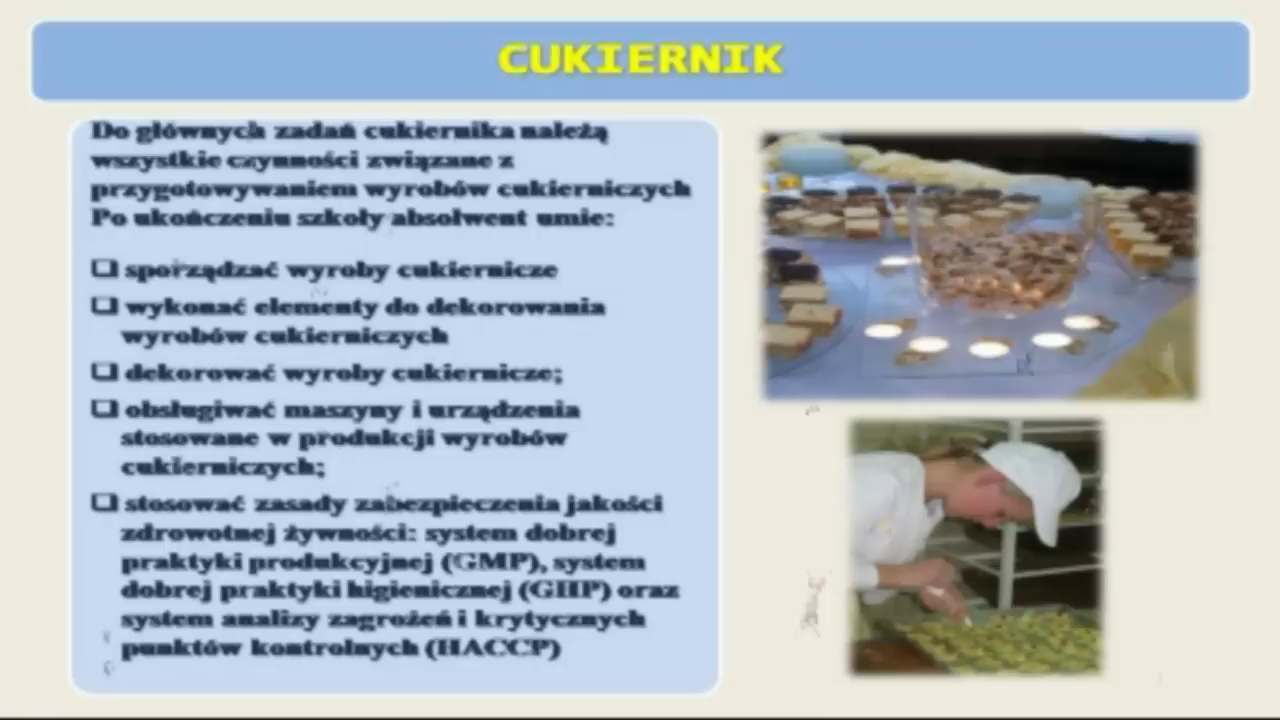 CUKIERNIK
Do głównych zadań cukiernika należą
wszystkie czynności związane z
przygotowywaniem wyrobów cukierniczych
Po ukończeniu szkoły absolwent umie:
❑ sporządzać wyroby cukiernicze
❑ wykonać elementy do dekorowania
wyrobów cukierniczych
❑ dekorować wyroby cukiernicze;
❑ obsługiwać maszyny i urządzenia
stosowane w produkcji wyrobów
cukierniczych;
❑ stosować zasady zabezpieczenia jakości
zdrowotnej żywności: system dobrej
praktyki produkcyjnej (GMP), system
dobrej praktyki higienicznej (GHP) oraz
system analizy zagrożeń i krytycznych
punktów kontrolnych (HACCP)